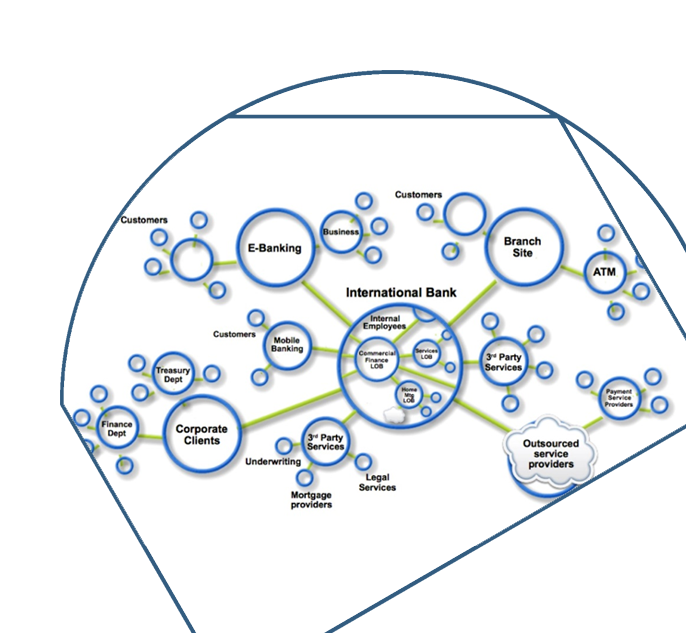 Customers
Customers
E-Banking
Business
Branch
Site
ATM
International Bank
Internal
Employees
Customers
Mobile
Banking
Commercial
Finance
LOB
Services
LOB
Home
Mtg
LOB
3rd Party
Services
Treasury
Dept
Finance
Dept
Corporate
Clients
3rd Party
Services
Underwriting
Mortgage
providers
Legal
Services
Payment
Service
Providers
Outsourced
service
providers